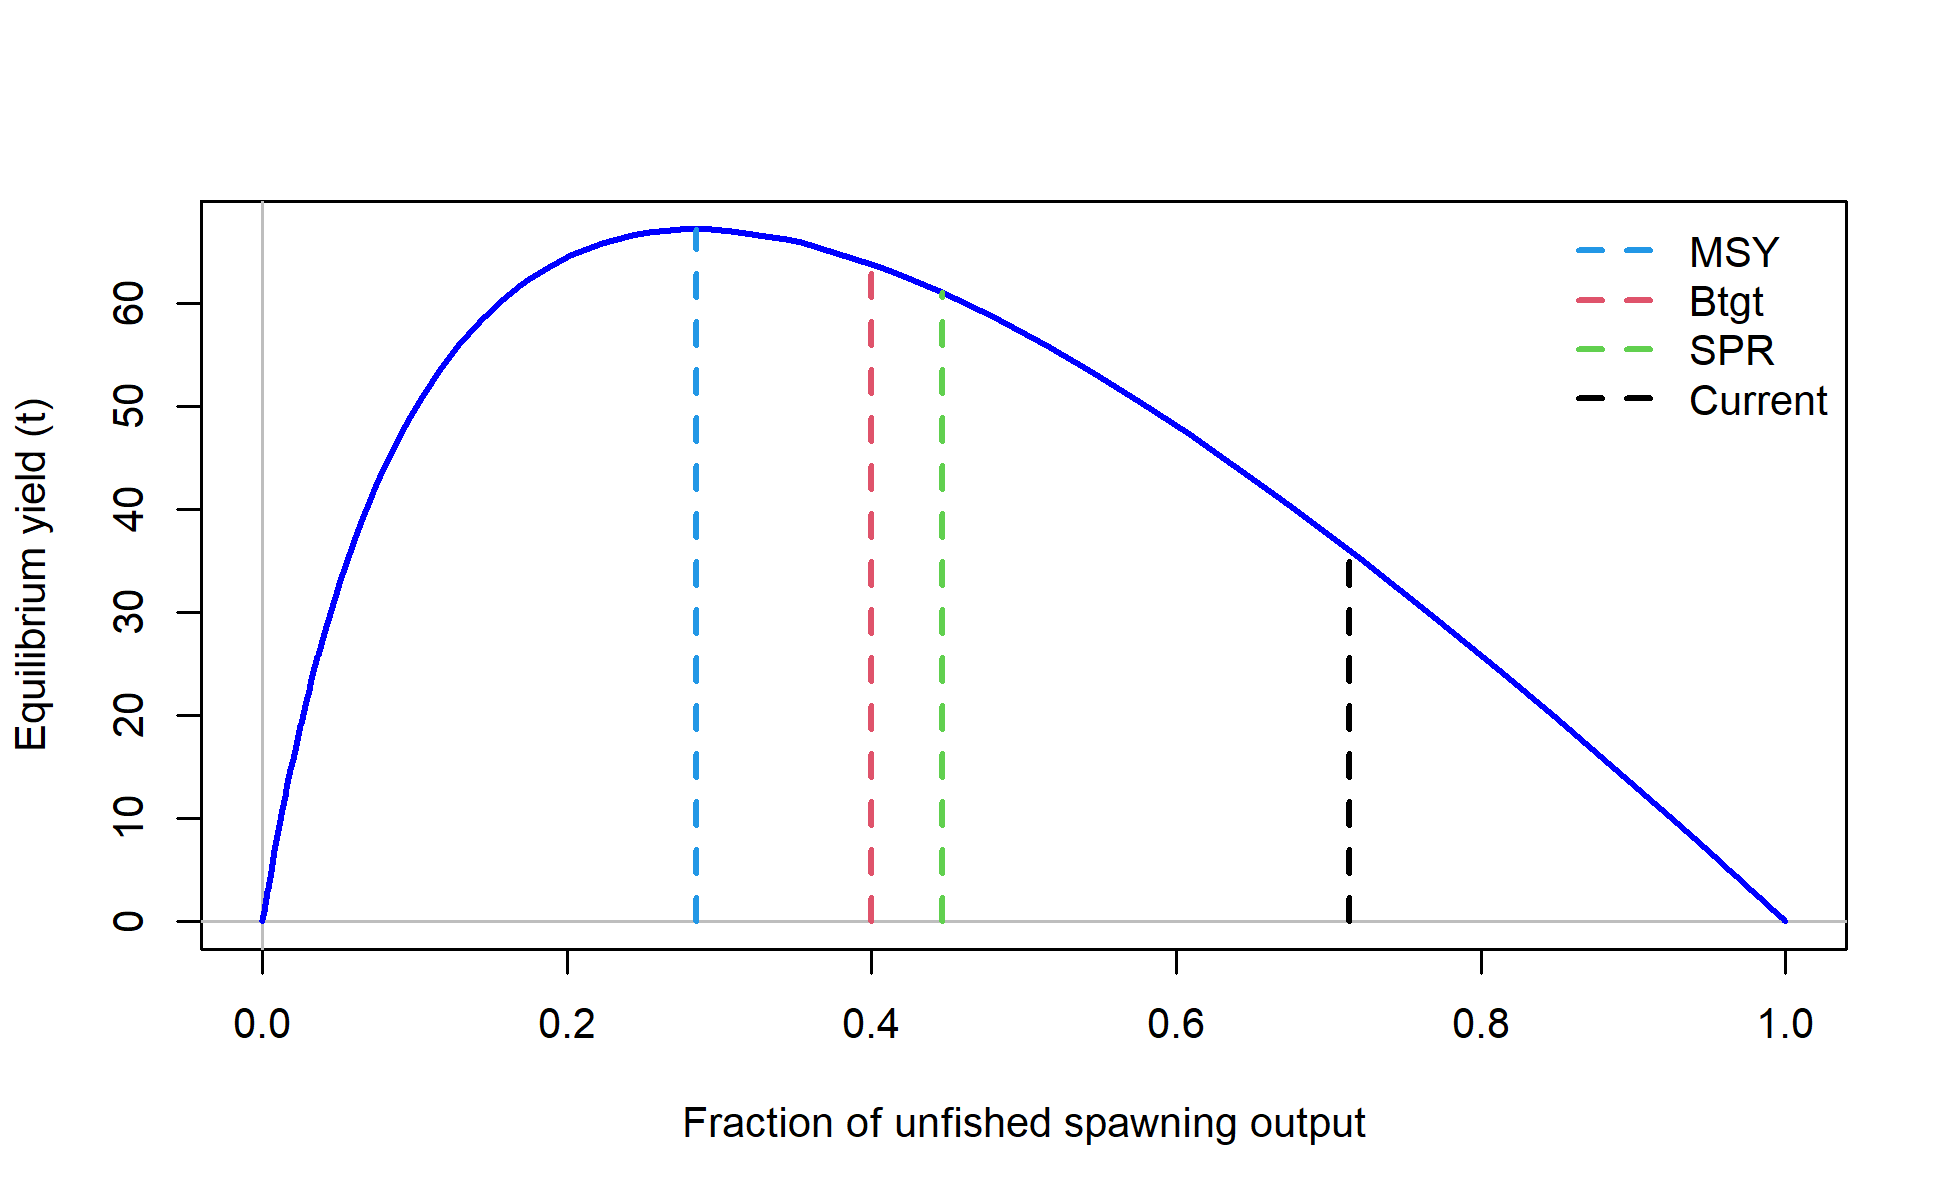 MSY
Btgt
SPR
Current
Equilibrium yield (t)
60
50
40
30
20
10
0
0.0 0.2 0.4 0.6 0.8 1.0
Fraction of unfished spawning output